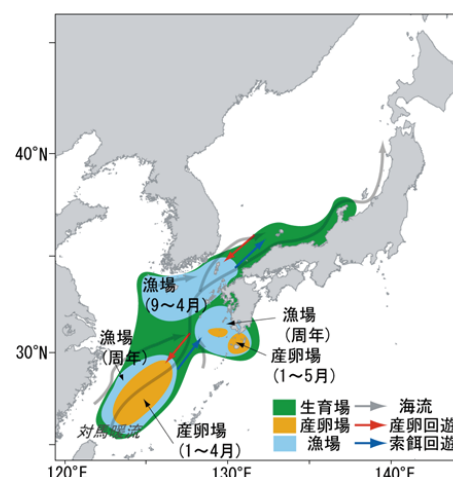 40°N
30°N
120°E
130°E
140°E
漁場
(9～4月)
漁場
(周年)
漁場
(周年)
産卵場
(1～5月)
産卵場
(1～4月)
対馬暖流
生育場
産卵場
漁場
海流
産卵回遊
索餌回遊